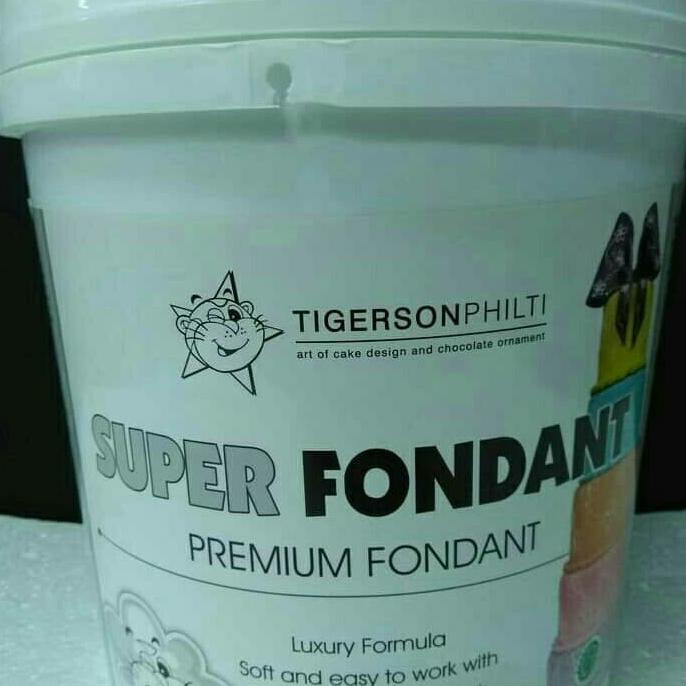 TIGERSONPHILTI
art of cake design and chocolate ornament
SUPER FONDANT
PREMIUM FONDANT
Luxury Formula
Soft and easy to work with